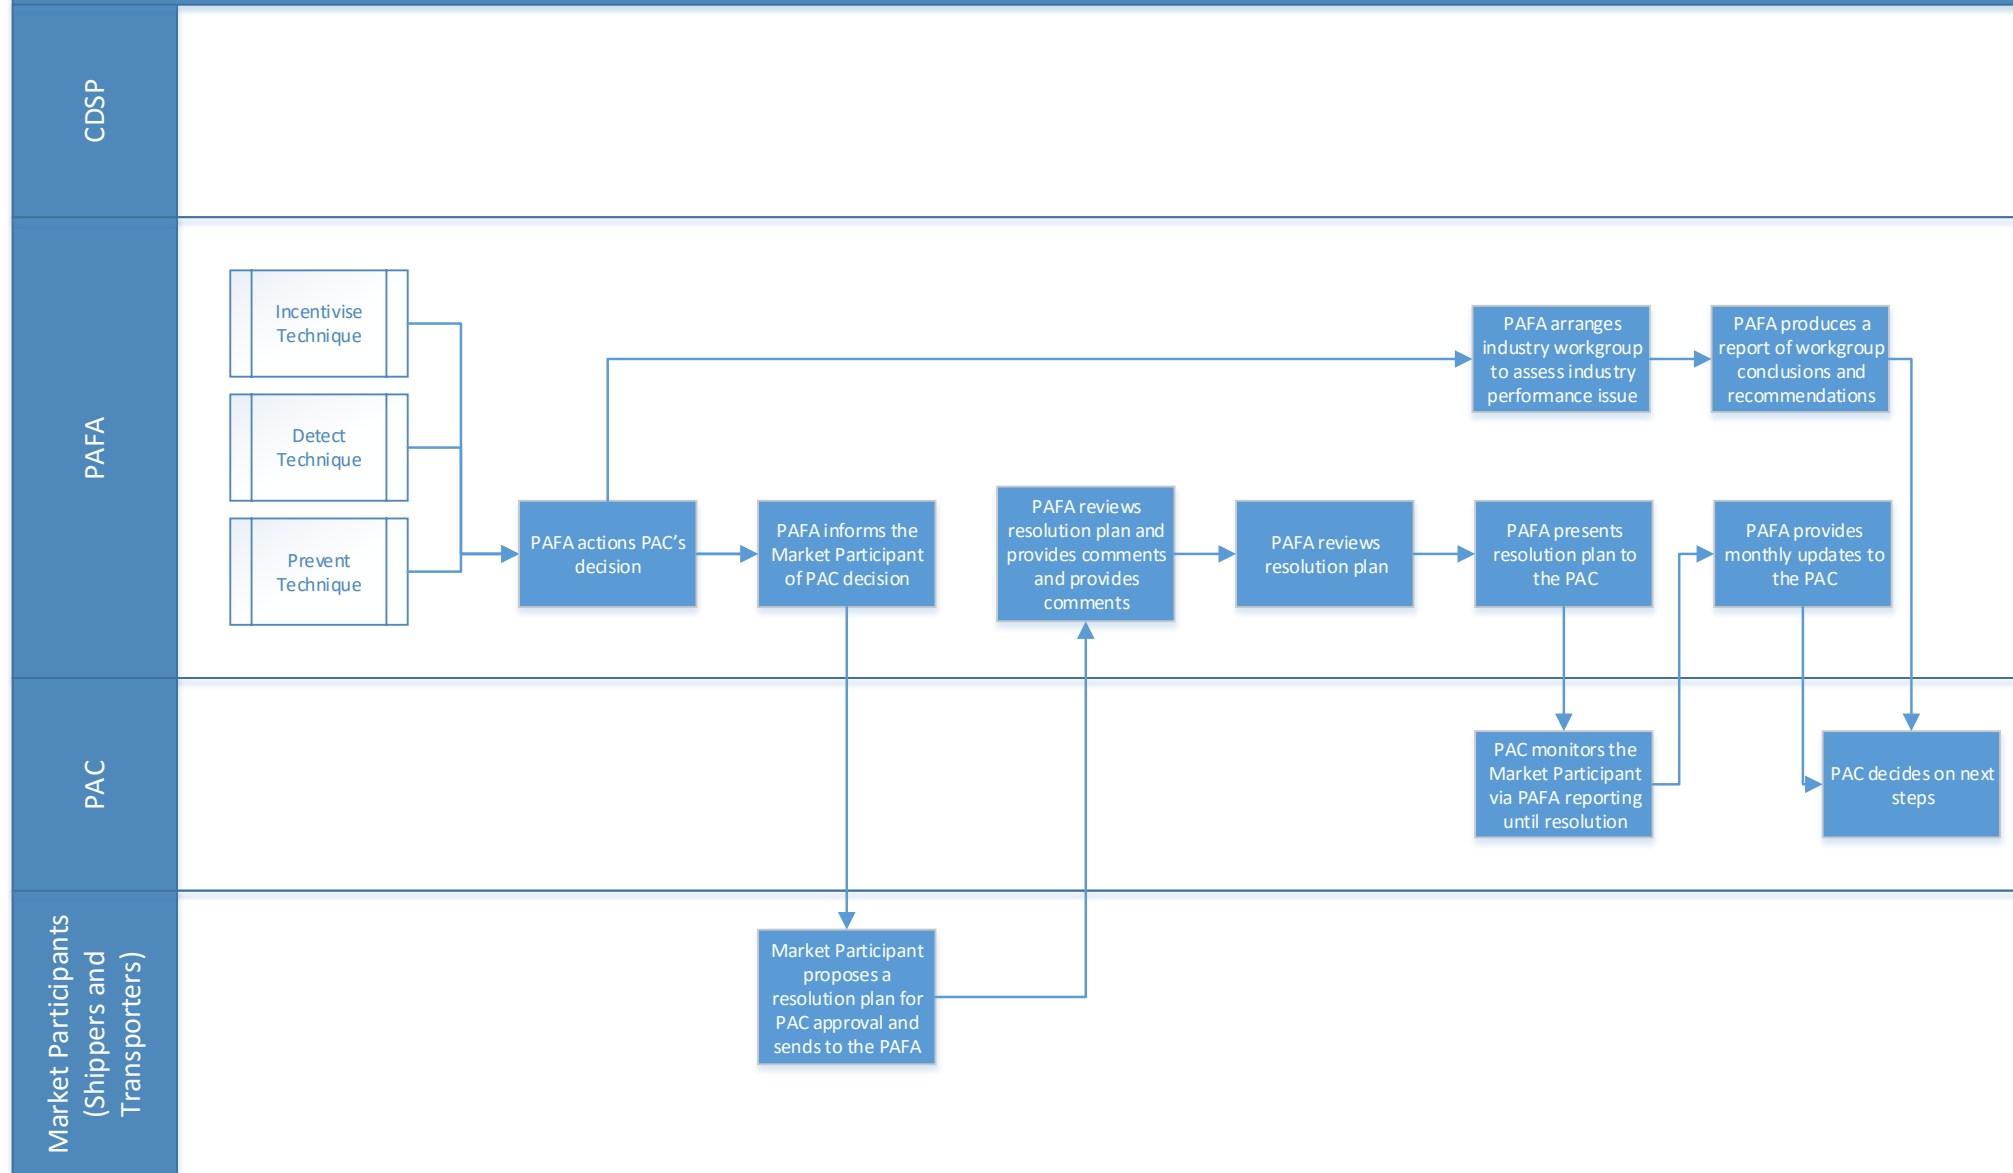 CDSP
PAFA
Incentivise
Technique
Detect
Technique
Prevent
Technique
PAFA actions PAC's
decision
PAFA informs the
Market Participant
of PAC decision
PAFA reviews
resolution plan and
provides comments
and provides
comments
PAFA reviews
resolution plan
PAFA presents
resolution plan to
the PAC
PAFA provides
monthly updates to
the PAC
PAFA arranges
industry workgroup
to assess industry
performance issue
PAFA produces a
report of workgroup
conclusions and
recommendations
PAC
PAC monitors the
Market Participant
via PAFA reporting
until resolution
PAC decides on next
steps
Market Participants
(Shippers and
Transporters)
Market Participant
proposes a
resolution plan for
PAC approval and
sends to the PAFA